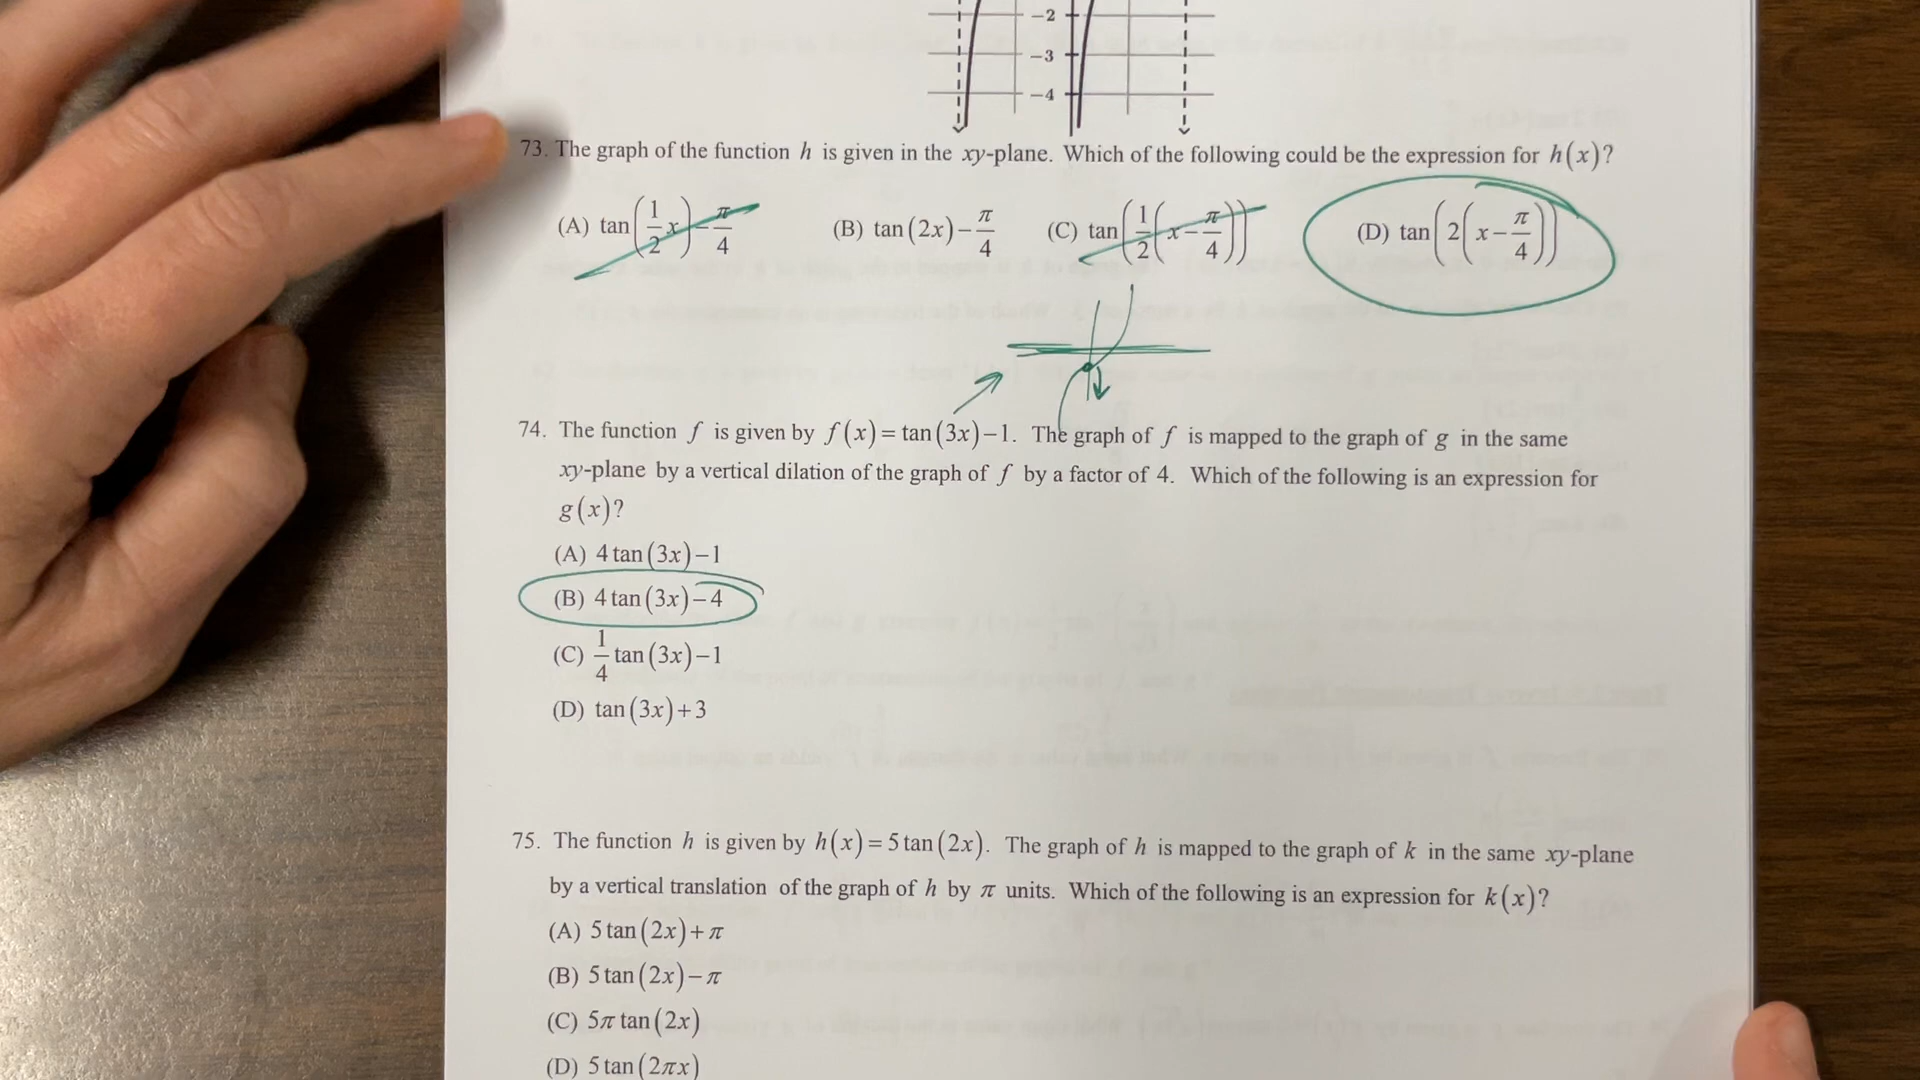 −2
−3
−4
73. The graph of the function h is given in the xy-plane. Which of the following could be the expression for h(x)?
(A) tan(1/2 x) − π/4 (B) tan(2x) − π/4 (C) tan(1/2(x − π/4)) (D) tan(2(x − π/4))
74. The function f is given by f(x) = tan(3x) − 1. The graph of f is mapped to the graph of g in the same
xy-plane by a vertical dilation of the graph of f by a factor of 4. Which of the following is an expression for
g(x)?
(A) 4 tan(3x) − 1
(B) 4 tan(3x) − 4
(C) 1/4 tan(3x) − 1
(D) tan(3x) + 3
75. The function h is given by h(x) = 5 tan(2x). The graph of h is mapped to the graph of k in the same xy-plane
by a vertical translation of the graph of h by π units. Which of the following is an expression for k(x)?
(A) 5 tan(2x) + π
(B) 5 tan(2x) − π
(C) 5π tan(2x)
(D) 5 tan(2πx)